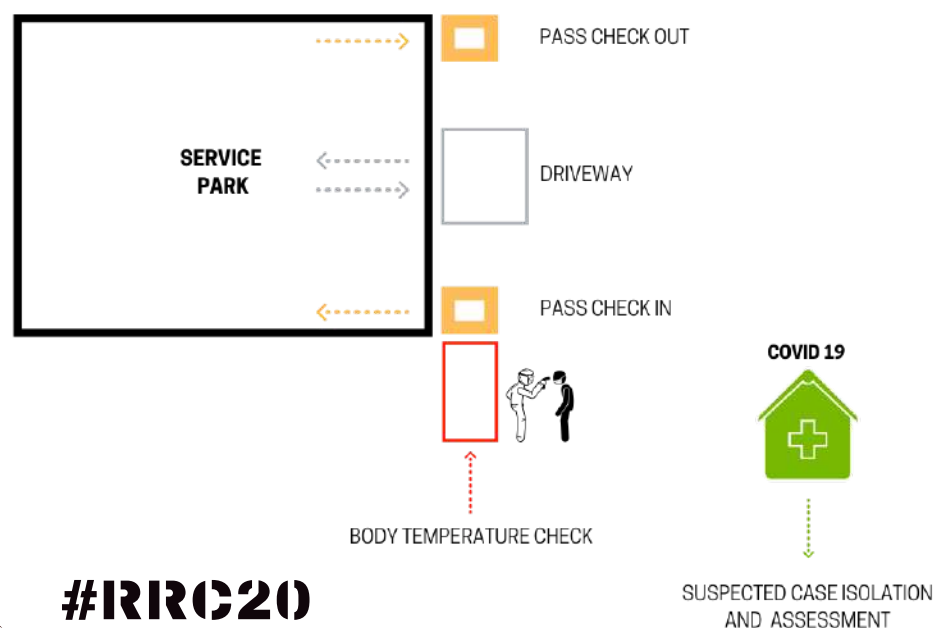 PASS CHECK OUT
SERVICE
PARK
DRIVEWAY
PASS CHECK IN
COVID 19
BODY TEMPERATURE CHECK
#RRC20
SUSPECTED CASE ISOLATION
AND ASSESSMENT